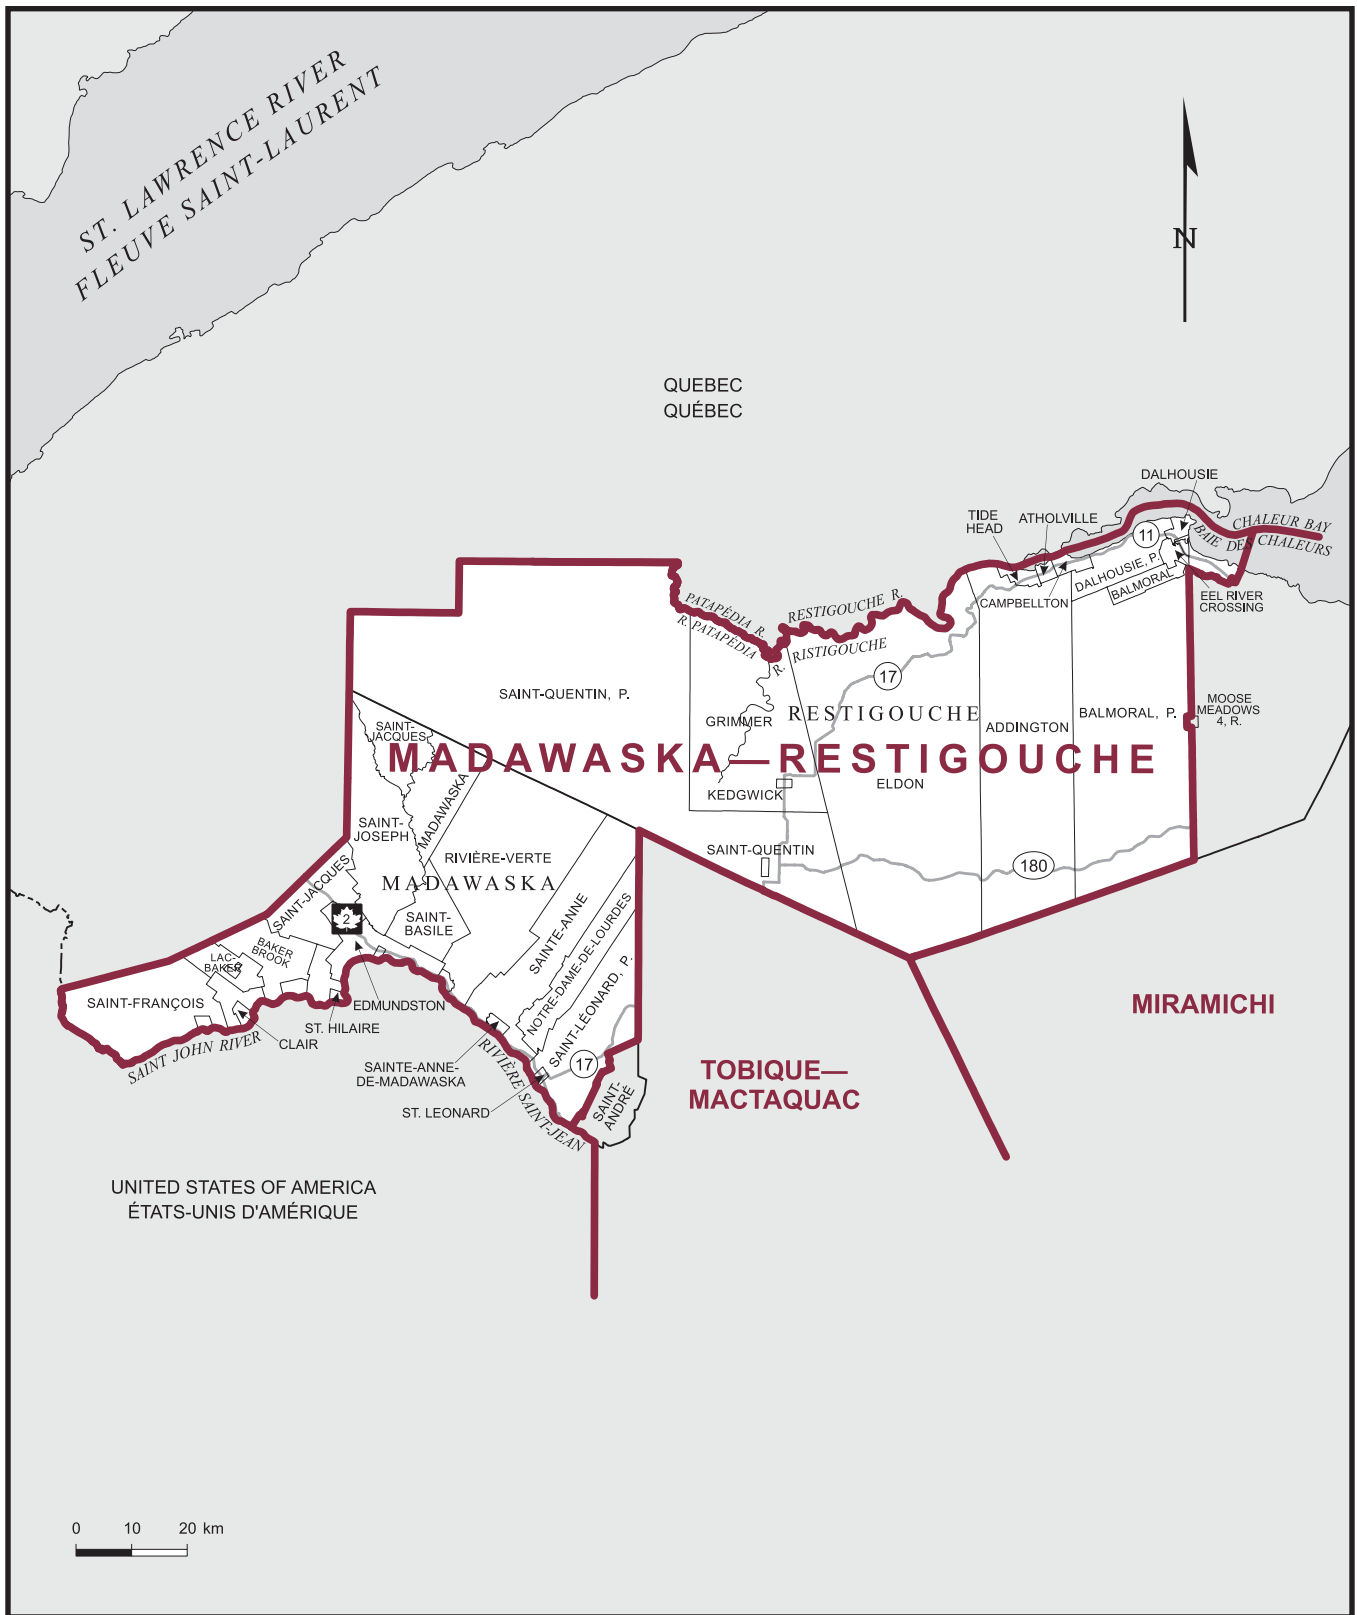 ST. LAWRENCE RIVER
FLEUVE SAINT-LAURENT
N
QUEBEC
QUÉBEC
DALHOUSIE
TIDE
HEAD
ATHOLVILLE
11
CHALEUR BAY
BAIE DES CHALEURS
DALHOUSIE, P.
BALMORAL
CAMPBELLTON
EEL RIVER
CROSSING
PATAPÉDIA R.
R. PATAPÉDIA
RESTIGOUCHE R.
R. RISTIGOUCHE
17
SAINT-QUENTIN, P.
GRIMMER
RESTIGOUCHE
ADDINGTON
BALMORAL, P.
MOOSE
MEADOWS
4, R.
SAINT-
JACQUES
MADAWASKA—RESTIGOUCHE
ELDON
KEDGWICK
MADAWASKA
SAINT-
JOSEPH
SAINT-QUENTIN
RIVIÈRE-VERTE
180
MADAWASKA
SAINT-JACQUES
2
SAINT-
BASILE
SAINTE-ANNE
NOTRE-DAME-DE-LOURDES
SAINT-LÉONARD, P.
BAKER
BROOK
LAC-
BAKER
SAINT-FRANÇOIS
EDMUNDSTON
ST. HILAIRE
CLAIR
SAINT JOHN RIVER
SAINTE-ANNE-
DE-MADAWASKA
RIVIÈRE SAINT-JEAN
17
ST. LEONARD
SAINT-
ANDRÉ
MIRAMICHI
TOBIQUE—
MACTAQUAC
UNITED STATES OF AMERICA
ÉTATS-UNIS D'AMÉRIQUE
0 10 20 km